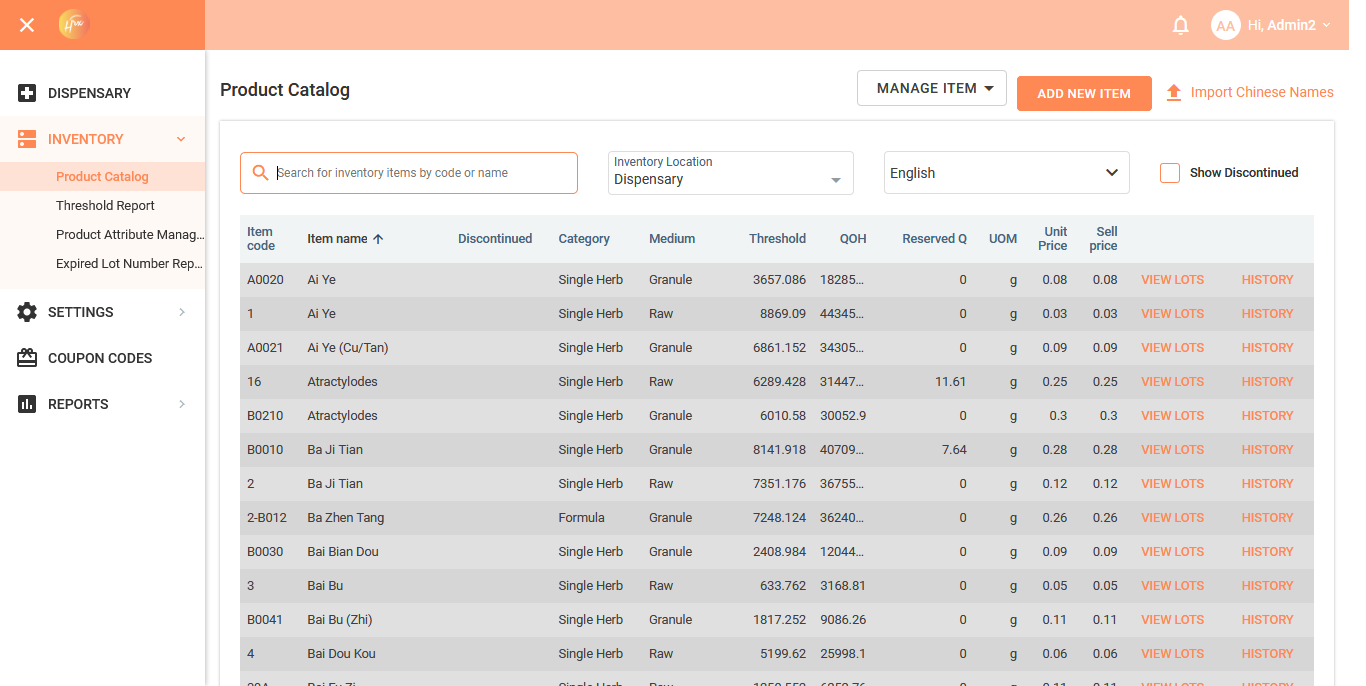 AA Hi, Admin2
DISPENSARY
INVENTORY
Product Catalog
Threshold Report
Product Attribute Manag...
Expired Lot Number Rep...
SETTINGS
COUPON CODES
REPORTS
Product Catalog
MANAGE ITEM
ADD NEW ITEM
Import Chinese Names
Search for inventory items by code or name
Inventory Location
Dispensary
English
Show Discontinued
Item code Item name Discontinued Category Medium Threshold QOH Reserved Q UOM Unit Price Sell price
A0020 Ai Ye Single Herb Granule 3657.086 18285... 0 g 0.08 0.08 VIEW LOTS HISTORY
1 Ai Ye Single Herb Raw 8869.09 44345... 0 g 0.03 0.03 VIEW LOTS HISTORY
A0021 Ai Ye (Cu/Tan) Single Herb Granule 6861.152 34305... 0 g 0.09 0.09 VIEW LOTS HISTORY
16 Atractylodes Single Herb Raw 6289.428 31447... 11.61 g 0.25 0.25 VIEW LOTS HISTORY
B0210 Atractylodes Single Herb Granule 6010.58 30052.9 0 g 0.3 0.3 VIEW LOTS HISTORY
B0010 Ba Ji Tian Single Herb Granule 8141.918 40709... 7.64 g 0.28 0.28 VIEW LOTS HISTORY
2 Ba Ji Tian Single Herb Raw 7351.176 36755... 0 g 0.12 0.12 VIEW LOTS HISTORY
2-B012 Ba Zhen Tang Formula Granule 7248.124 36240... 0 g 0.26 0.26 VIEW LOTS HISTORY
B0030 Bai Bian Dou Single Herb Granule 2408.984 12044... 0 g 0.09 0.09 VIEW LOTS HISTORY
3 Bai Bu Single Herb Raw 633.762 3168.81 0 g 0.05 0.05 VIEW LOTS HISTORY
B0041 Bai Bu (Zhi) Single Herb Granule 1817.252 9086.26 0 g 0.11 0.11 VIEW LOTS HISTORY
4 Bai Dou Kou Single Herb Raw 5199.62 25998.1 0 g 0.06 0.06 VIEW LOTS HISTORY